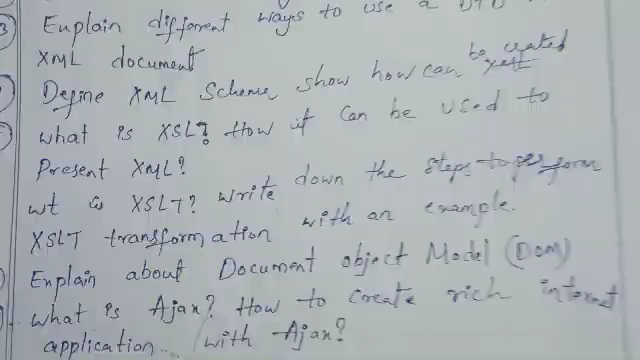 Explain different ways to use a DTD
XML document
Define XML Scheme show how can be created
What is XSL? How it can be used to
Present XML?
wt is XSLT? Write down the steps to perform
XSLT transformation with an example.
Explain about Document object Model (DOM)
What is Ajax? How to create rich internet
application... with Ajax?